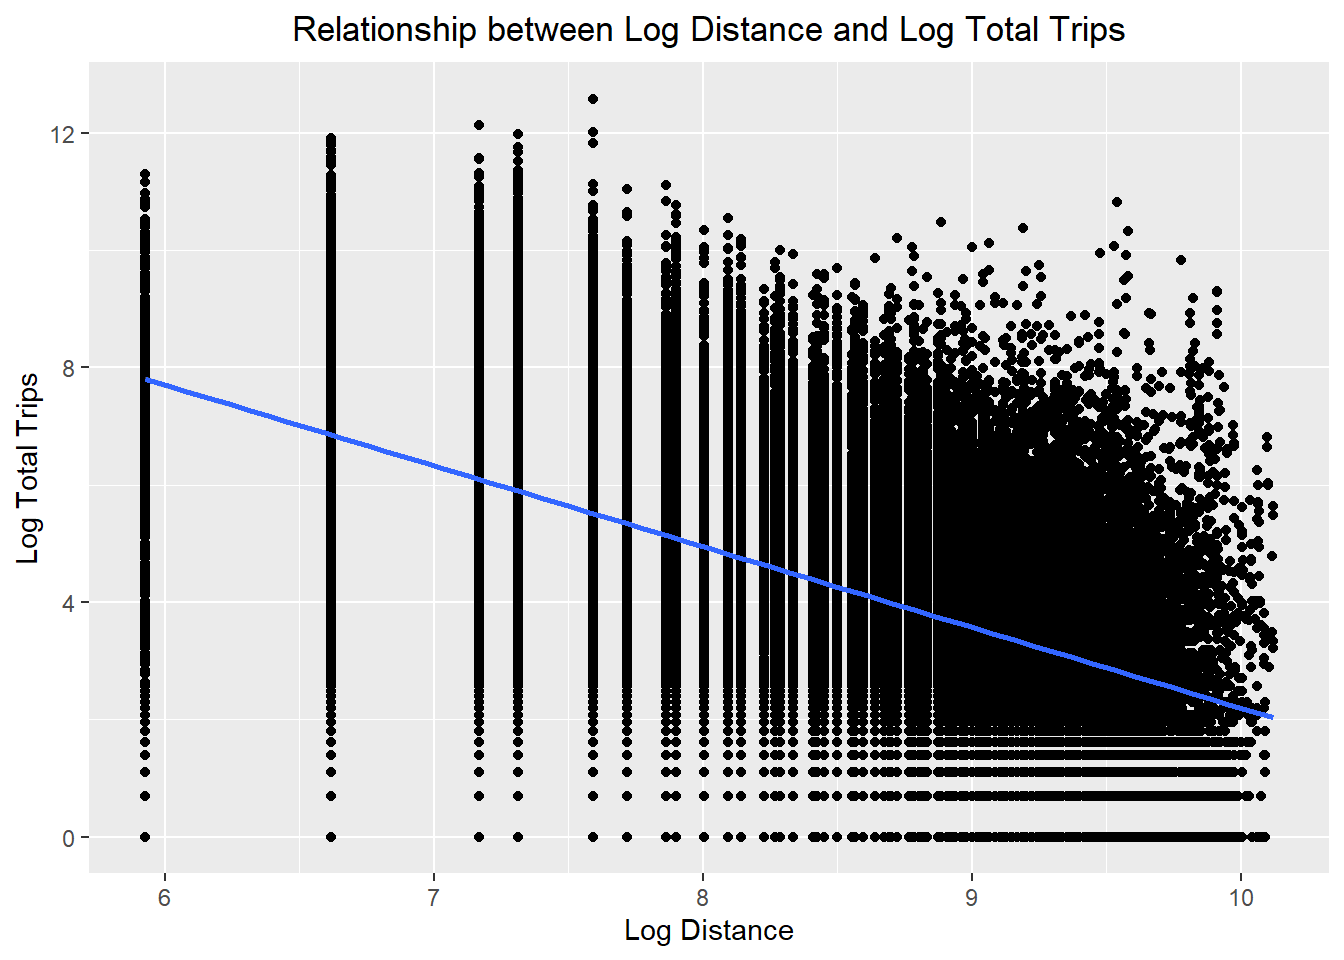 Relationship between Log Distance and Log Total Trips
12
8
4
0
Log Total Trips
6 7 8 9 10
Log Distance